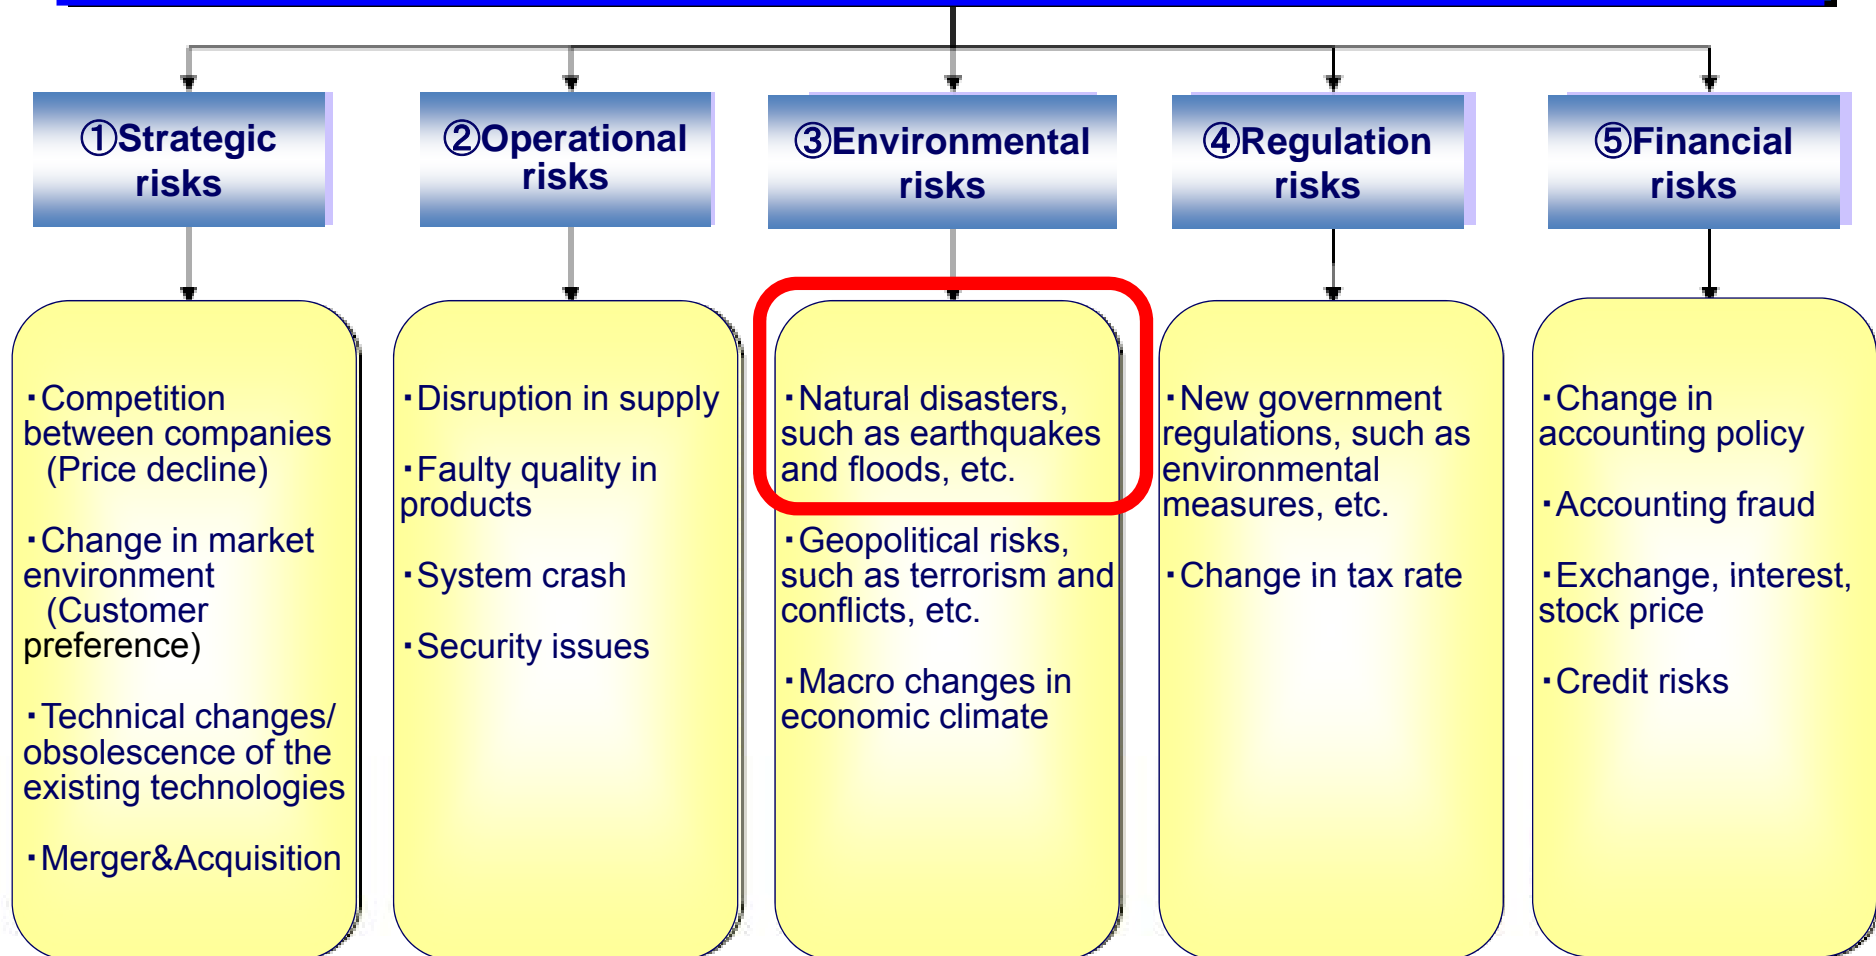 ①Strategic
risks
②Operational
risks
③Environmental
risks
④Regulation
risks
⑤Financial
risks
・Competition
between companies
(Price decline)
・Change in market
environment
(Customer
preference)
・Technical changes/
obsolescence of the
existing technologies
・Merger&Acquisition
・Disruption in supply
・Faulty quality in
products
・System crash
・Security issues
・Natural disasters,
such as earthquakes
and floods, etc.
・Geopolitical risks,
such as terrorism and
conflicts, etc.
・Macro changes in
economic climate
・New government
regulations, such as
environmental
measures, etc.
・Change in tax rate
・Change in
accounting policy
・Accounting fraud
・Exchange, interest,
stock price
・Credit risks